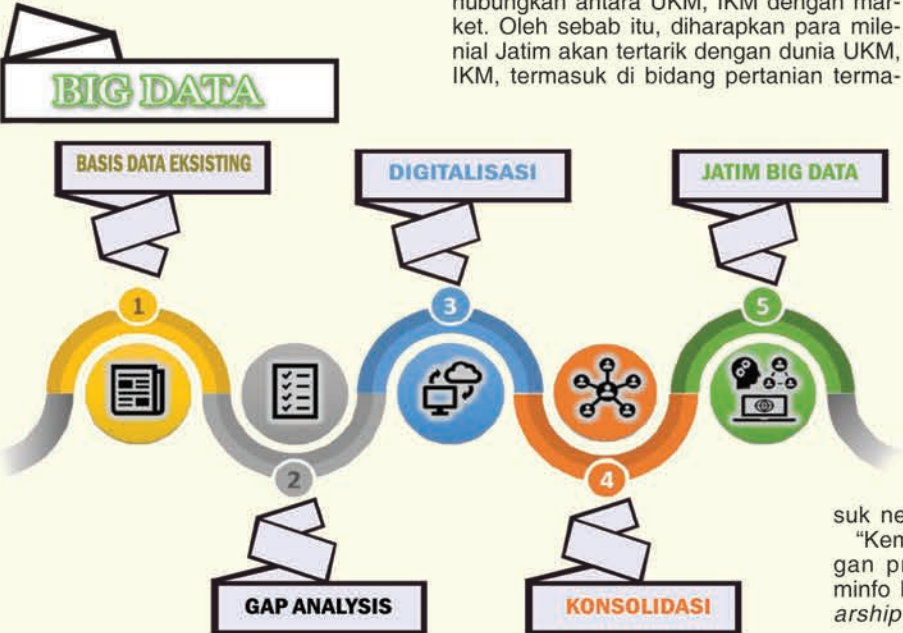 hubungkan antara UKM, IKM dengan mar-
ket. Oleh sebab itu, diharapkan para mile-
nial Jatim akan tertarik dengan dunia UKM,
IKM, termasuk di bidang pertanian terma-
BIG DATA
BASIS DATA EKSISTING
DIGITALISASI
JATIM BIG DATA
1
3
5
2
4
GAP ANALYSIS
KONSOLIDASI
suk ne
“Kem
gan pr
minfo
arship